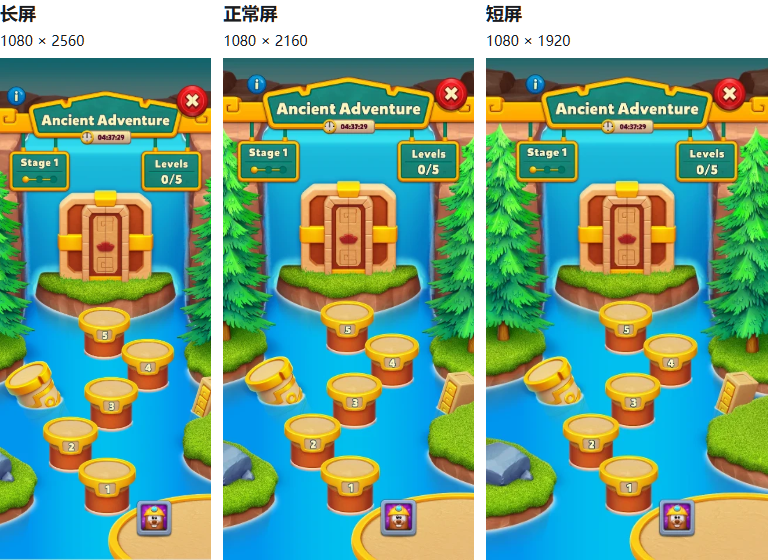 长屏
1080 × 2560
i
Ancient Adventure
04:37:29
Stage 1
Levels
0/5
5
4
3
2
1
正常屏
1080 × 2160
i
Ancient Adventure
04:37:29
Stage 1
Levels
0/5
5
4
3
2
1
短屏
1080 × 1920
i
Ancient Adventure
04:37:29
Stage 1
Levels
0/5
5
4
3
2
1